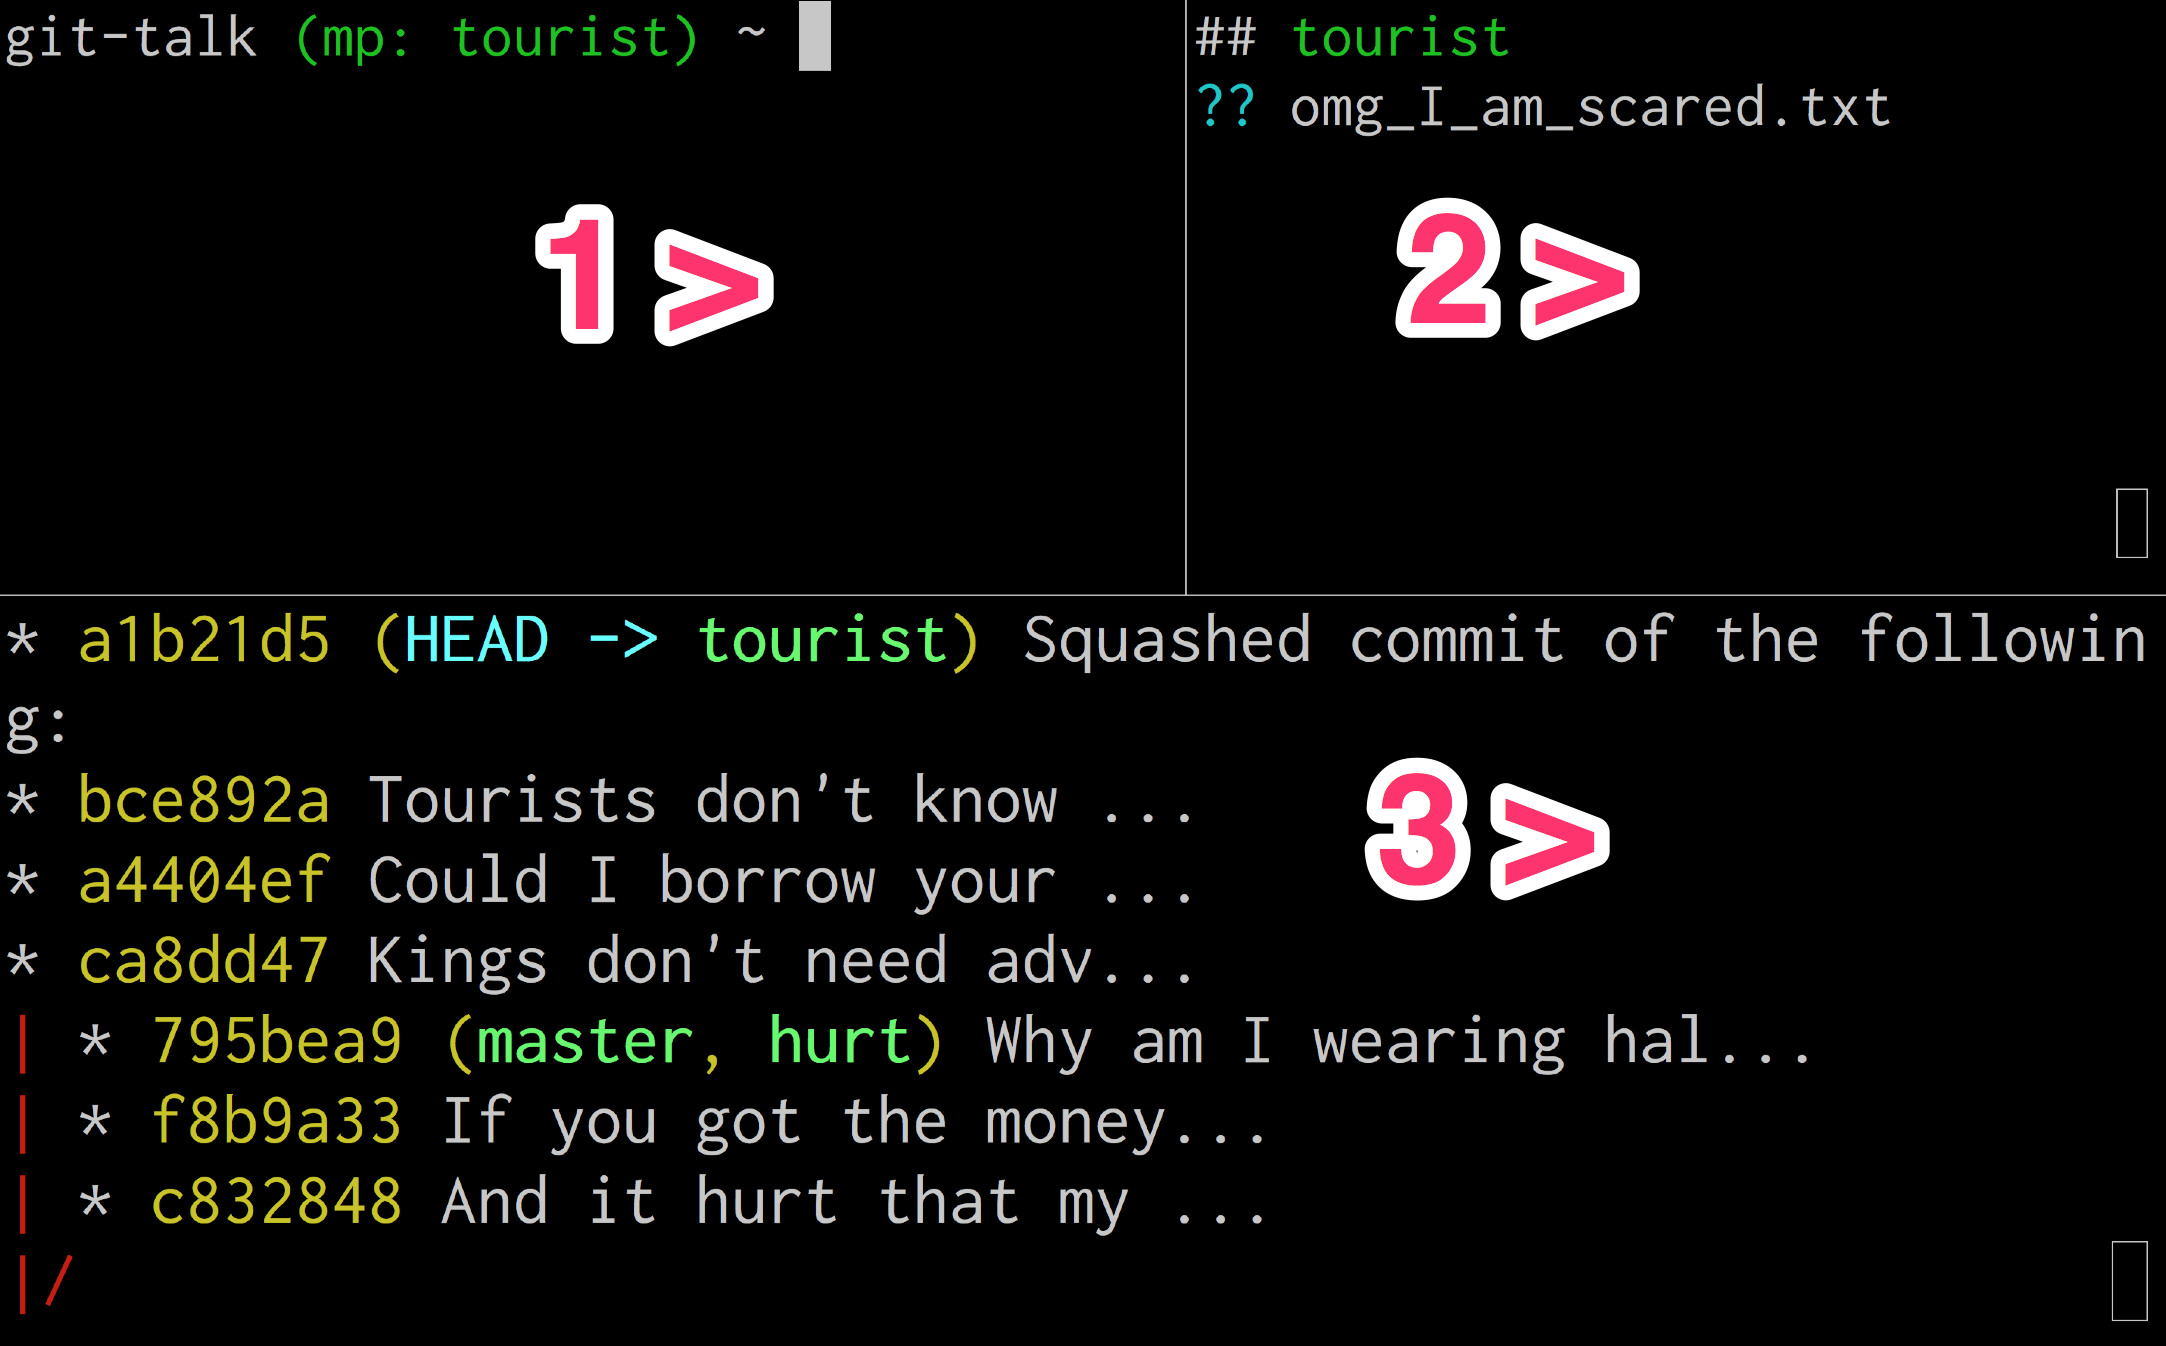 git-talk (mp: tourist) ~
1>
## tourist
?? omg_I_am_scared.txt
2>
* a1b21d5 (HEAD -> tourist) Squashed commit of the followin
g:
* bce892a Tourists don't know ...
3>
* a4404ef Could I borrow your ...
* ca8dd47 Kings don't need adv...
| * 795bea9 (master, hurt) Why am I wearing hal...
| * f8b9a33 If you got the money...
| * c832848 And it hurt that my ...
|/